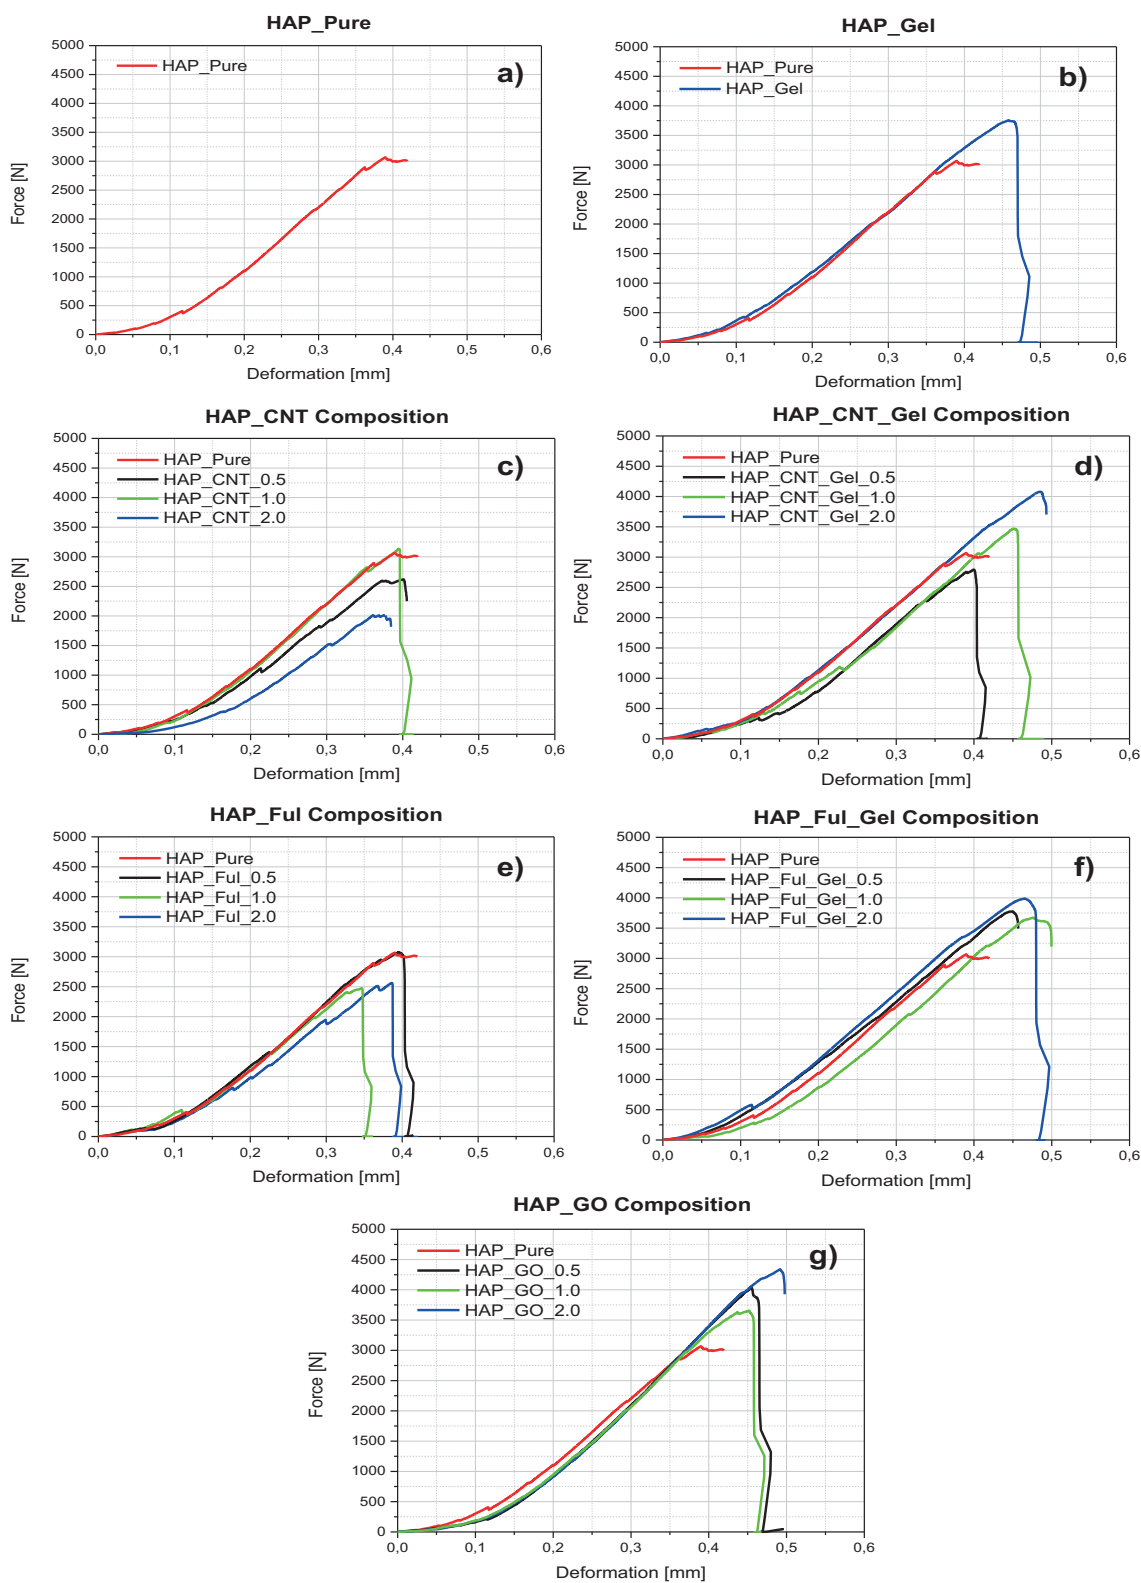 HAP_Pure
5000
4500
4000
3500
3000
2500
2000
1500
1000
500
0
Force [N]
HAP_Pure
a)
0,0 0,1 0,2 0,3 0,4 0,5 0,6
Deformation [mm]
HAP_Gel
5000
4500
4000
3500
3000
2500
2000
1500
1000
500
0
Force [N]
HAP_Pure
HAP_Gel
b)
0,0 0,1 0,2 0,3 0,4 0,5 0,6
Deformation [mm]
HAP_CNT Composition
5000
4500
4000
3500
3000
2500
2000
1500
1000
500
0
Force [N]
HAP_Pure
HAP_CNT_0.5
HAP_CNT_1.0
HAP_CNT_2.0
c)
0,0 0,1 0,2 0,3 0,4 0,5 0,6
Deformation [mm]
HAP_CNT_Gel Composition
5000
4500
4000
3500
3000
2500
2000
1500
1000
500
0
Force [N]
HAP_Pure
HAP_CNT_Gel_0.5
HAP_CNT_Gel_1.0
HAP_CNT_Gel_2.0
d)
0,0 0,1 0,2 0,3 0,4 0,5 0,6
Deformation [mm]
HAP_Ful Composition
5000
4500
4000
3500
3000
2500
2000
1500
1000
500
0
Force [N]
HAP_Pure
HAP_Ful_0.5
HAP_Ful_1.0
HAP_Ful_2.0
e)
0,0 0,1 0,2 0,3 0,4 0,5 0,6
Deformation [mm]
HAP_Ful_Gel Composition
5000
4500
4000
3500
3000
2500
2000
1500
1000
500
0
Force [N]
HAP_Pure
HAP_Ful_Gel_0.5
HAP_Ful_Gel_1.0
HAP_Ful_Gel_2.0
f)
0,0 0,1 0,2 0,3 0,4 0,5 0,6
Deformation [mm]
HAP_GO Composition
5000
4500
4000
3500
3000
2500
2000
1500
1000
500
0
Force [N]
HAP_Pure
HAP_GO_0.5
HAP_GO_1.0
HAP_GO_2.0
g)
0,0 0,1 0,2 0,3 0,4 0,5 0,6
Deformation [mm]